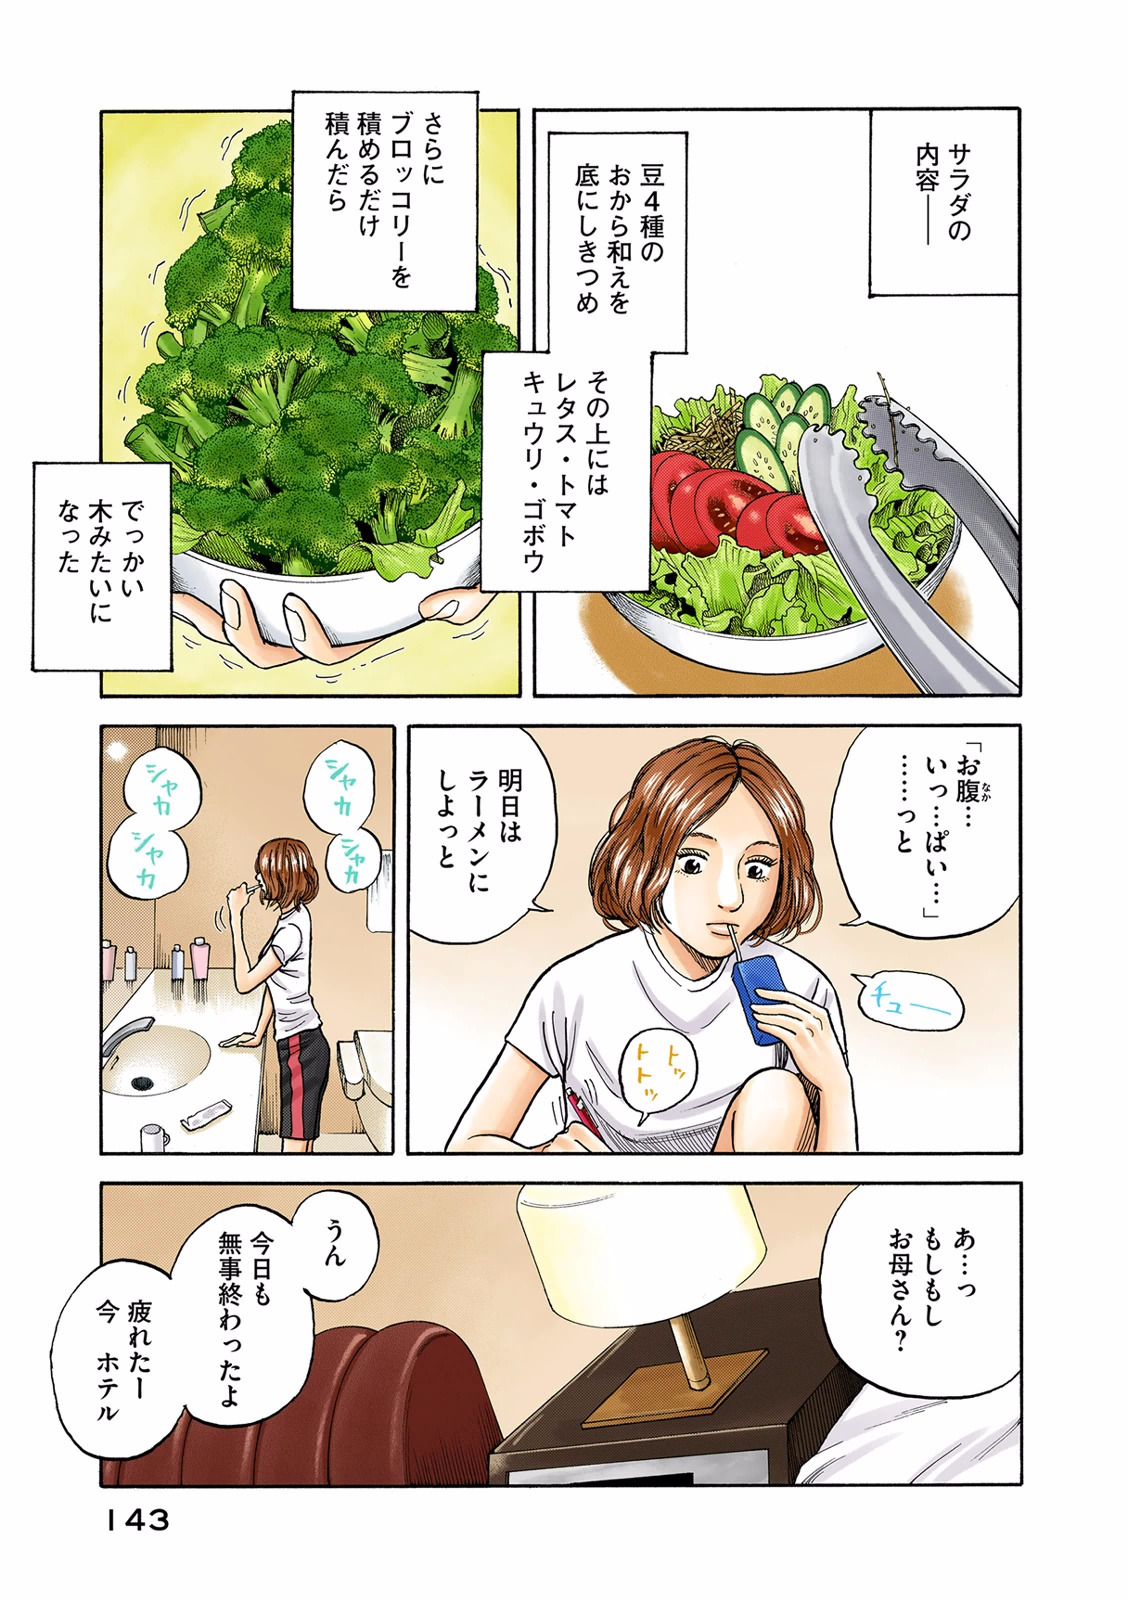 サラダの
内容――
豆4種の
おから和えを
底にしきつめ
その上には
レタス・トマト
キュウリ・ゴボウ
さらに
ブロッコリーを
積めるだけ
積んだら
でっかい
木みたいに
なった
「お腹…
なか
いっ…ぱい…」
……っと
チュー
トッ
トトッ
明日は
ラーメンに
しよっと
シャカ
シャカ
シャカ
シャカ
あ…っ
もしもし
お母さん？
うん
今日も
無事終わったよ
疲れたー
今 ホテル
143